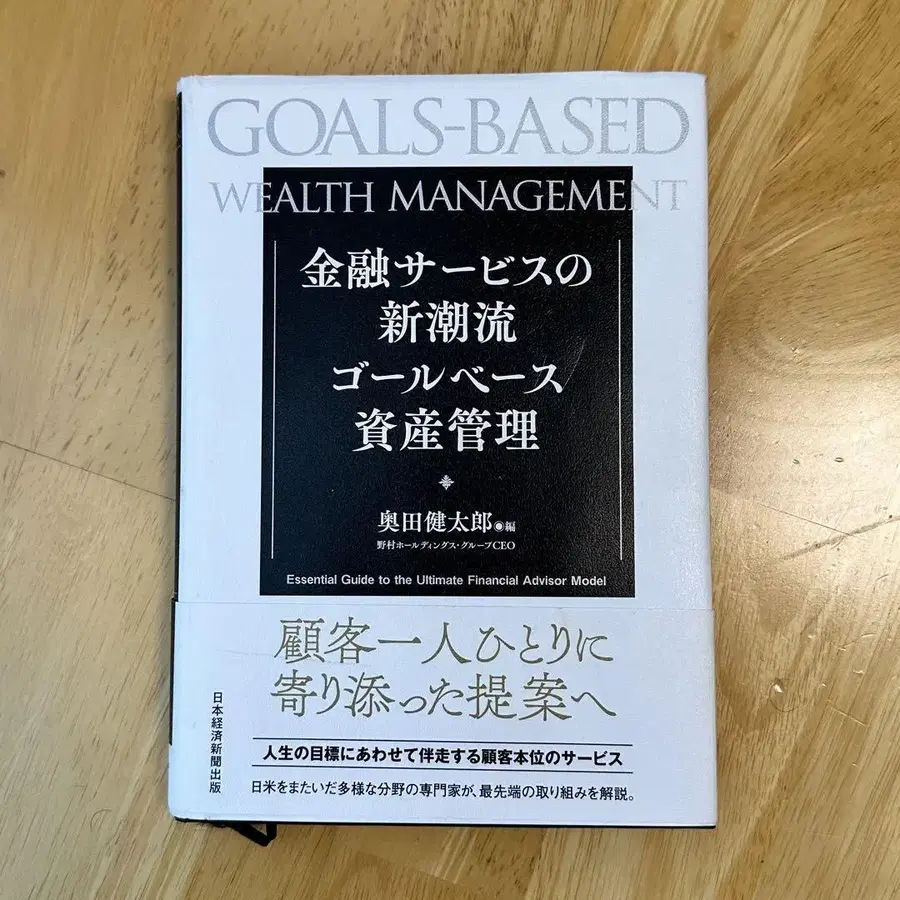 GOALS-BASED
WEALTH MANAGEMENT
金融サービスの
新潮流
ゴールベース
資産管理
奥田健太郎◉編
野村ホールディングス・グループCEO
Essential Guide to the Ultimate Financial Advisor Model
顧客一人ひとりに
寄り添った提案へ
人生の目標にあわせて伴走する顧客本位のサービス
日米をまたいだ多様な分野の専門家が、最先端の取り組みを解説。
日本経済新聞出版